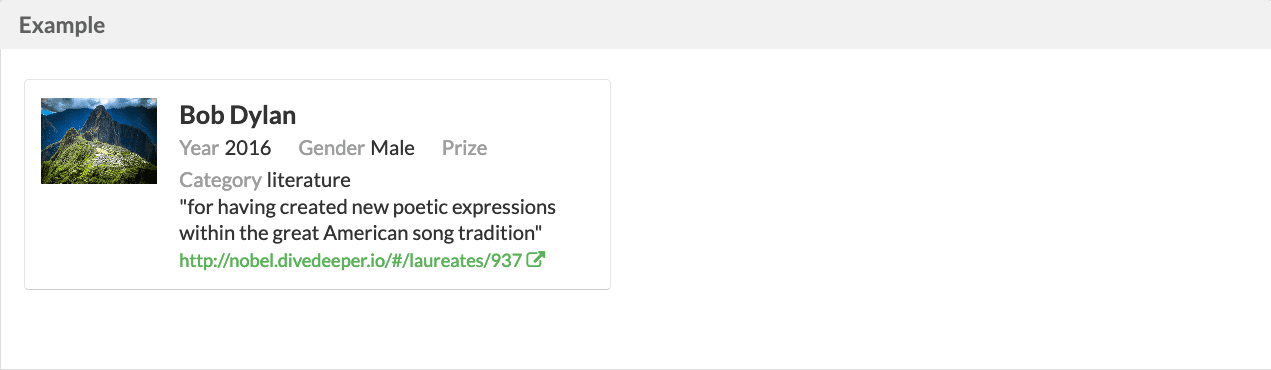 Example
Bob Dylan
Year 2016 Gender Male Prize
Category literature
"for having created new poetic expressions
within the great American song tradition"
http://nobel.divedeeper.io/#/laureates/937